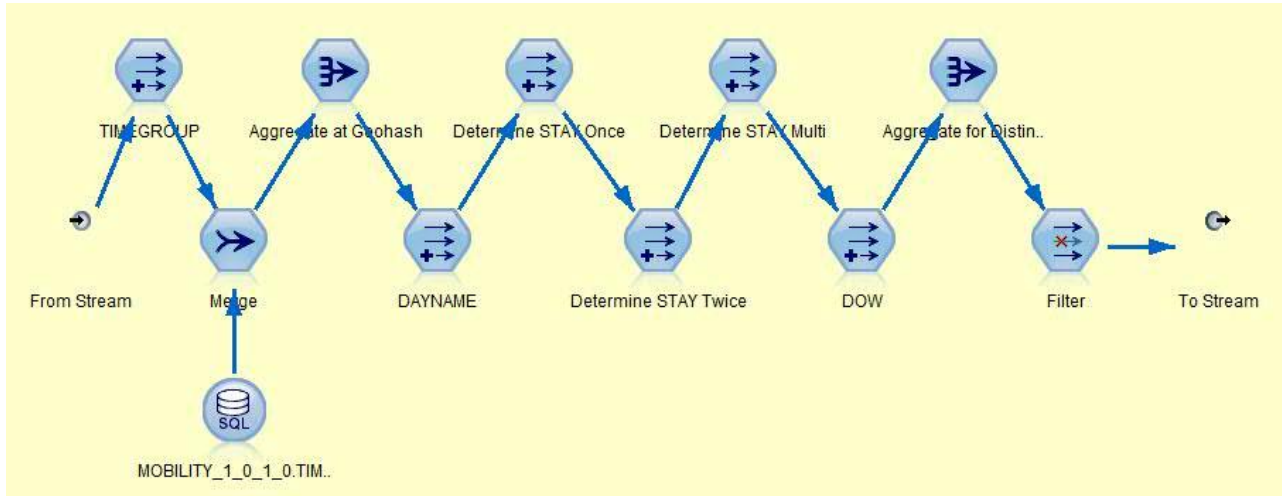 TIMEGROUP
Aggregate at Geohash
Determine STAY Once
Determine STAY Multi
Aggregate for Distin..
From Stream
Merge
DAYNAME
Determine STAY Twice
DOW
Filter
To Stream
SQL
MOBILITY_1_0_1_0.TIM..